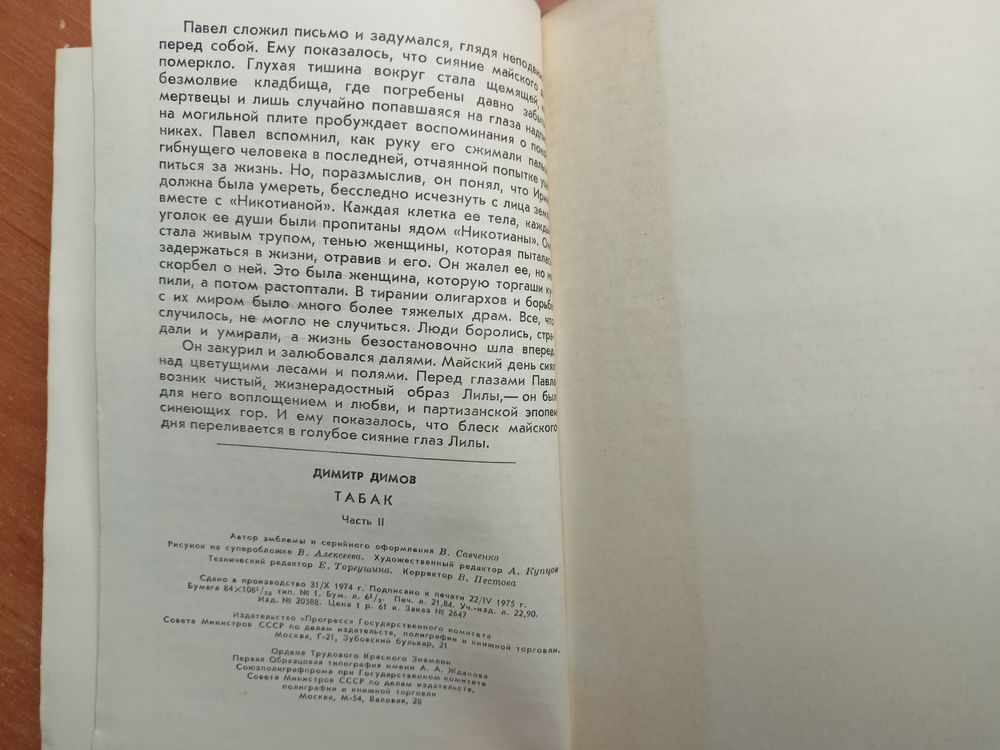 Павел сложил письмо и задумался, глядя неподвиж
перед собой. Ему показалось, что сияние майского д
померкло. Глухая тишина вокруг стала щемящей,
безмолвие кладбища, где погребены давно забы
мертвецы и лишь случайно попавшаяся на глаза надп
на могильной плите пробуждает воспоминания о покой
никах. Павел вспомнил, как руку его сжимали паль
гибнущего человека в последней, отчаянной попытке уц
питься за жизнь. Но, поразмыслив, он понял, что Ири
должна была умереть, бесследно исчезнуть с лица зем
вместе с «Никотианой». Каждая клетка ее тела, кажды
уголок ее души были пропитаны ядом «Никотианы». Он
стала живым трупом, тенью женщины, которая пыталас
задержаться в жизни, отравив и его. Он жалел ее, но н
скорбел о ней. Это была женщина, которую торгаши ку-
пили, а потом растоптали. В тирании олигархов и борьбе
с их миром было много более тяжелых драм. Все, что
случилось, не могло не случиться. Люди боролись, стра-
дали и умирали, а жизнь безостановочно шла вперед.
Он закурил и залюбовался далями. Майский день сиял
над цветущими лесами и полями. Перед глазами Павла
возник чистый, жизнерадостный образ Лилы,— он был
для него воплощением и любви, и партизанской эпопеи
синеющих гор. И ему показалось, что блеск майского
дня переливается в голубое сияние глаз Лилы.
ДИМИТР ДИМОВ
ТАБАК
Часть II
Автор эмблемы и серийного оформления В. Савченко
Рисунок на суперобложке В. Алексеева. Художественный редактор А. Купцов
Технический редактор Е. Торгушина. Корректор В. Пестова
Сдано в производство 31/X 1974 г. Подписано к печати 22/IV 1975 г.
Бумага 84×108¹/₃₂ тип. № 1. Бум. л. 6¹/₂. Печ. л. 21,84. Уч.-изд. л. 22,90.
Изд. № 20388. Цена 1 р. 61 к. Заказ № 2647
Издательство «Прогресс» Государственного комитета
Совета Министров СССР по делам издательств, полиграфии и книжной торговли.
Москва, Г-21, Зубовский бульвар, 21
Ордена Трудового Красного Знамени
Первая Образцовая типография имени А. А. Жданова
Союзполиграфпрома при Государственном комитете
Совета Министров СССР по делам издательств,
полиграфии и книжной торговли
Москва, М-54, Валовая, 28